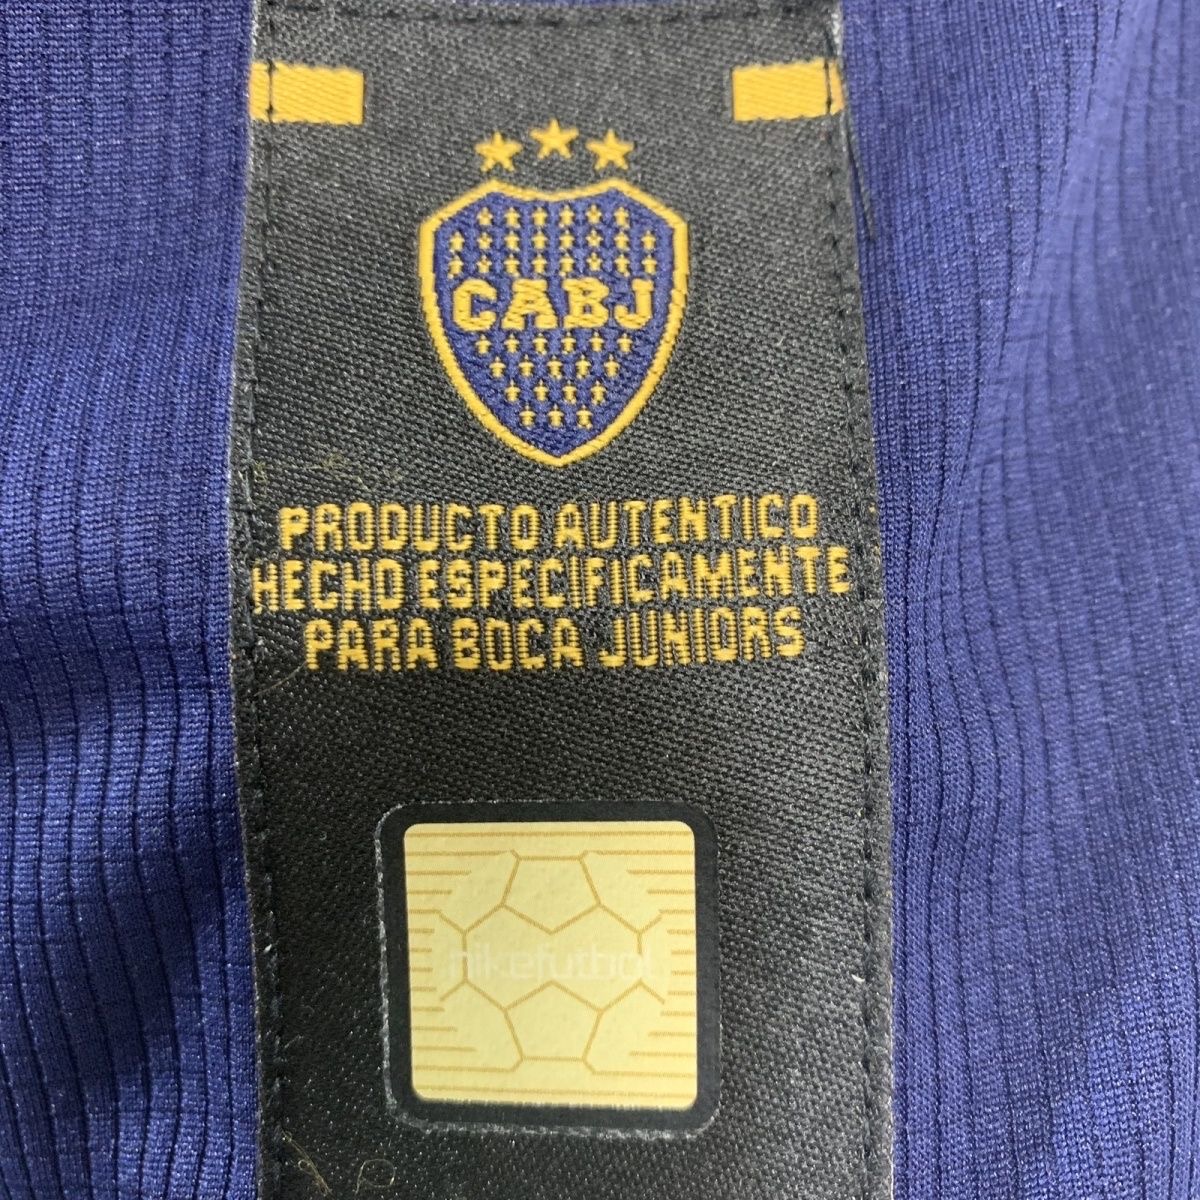 CABJ
PRODUCTO AUTENTICO
HECHO ESPECIFICAMENTE
PARA BOCA JUNIORS
nikefutbol